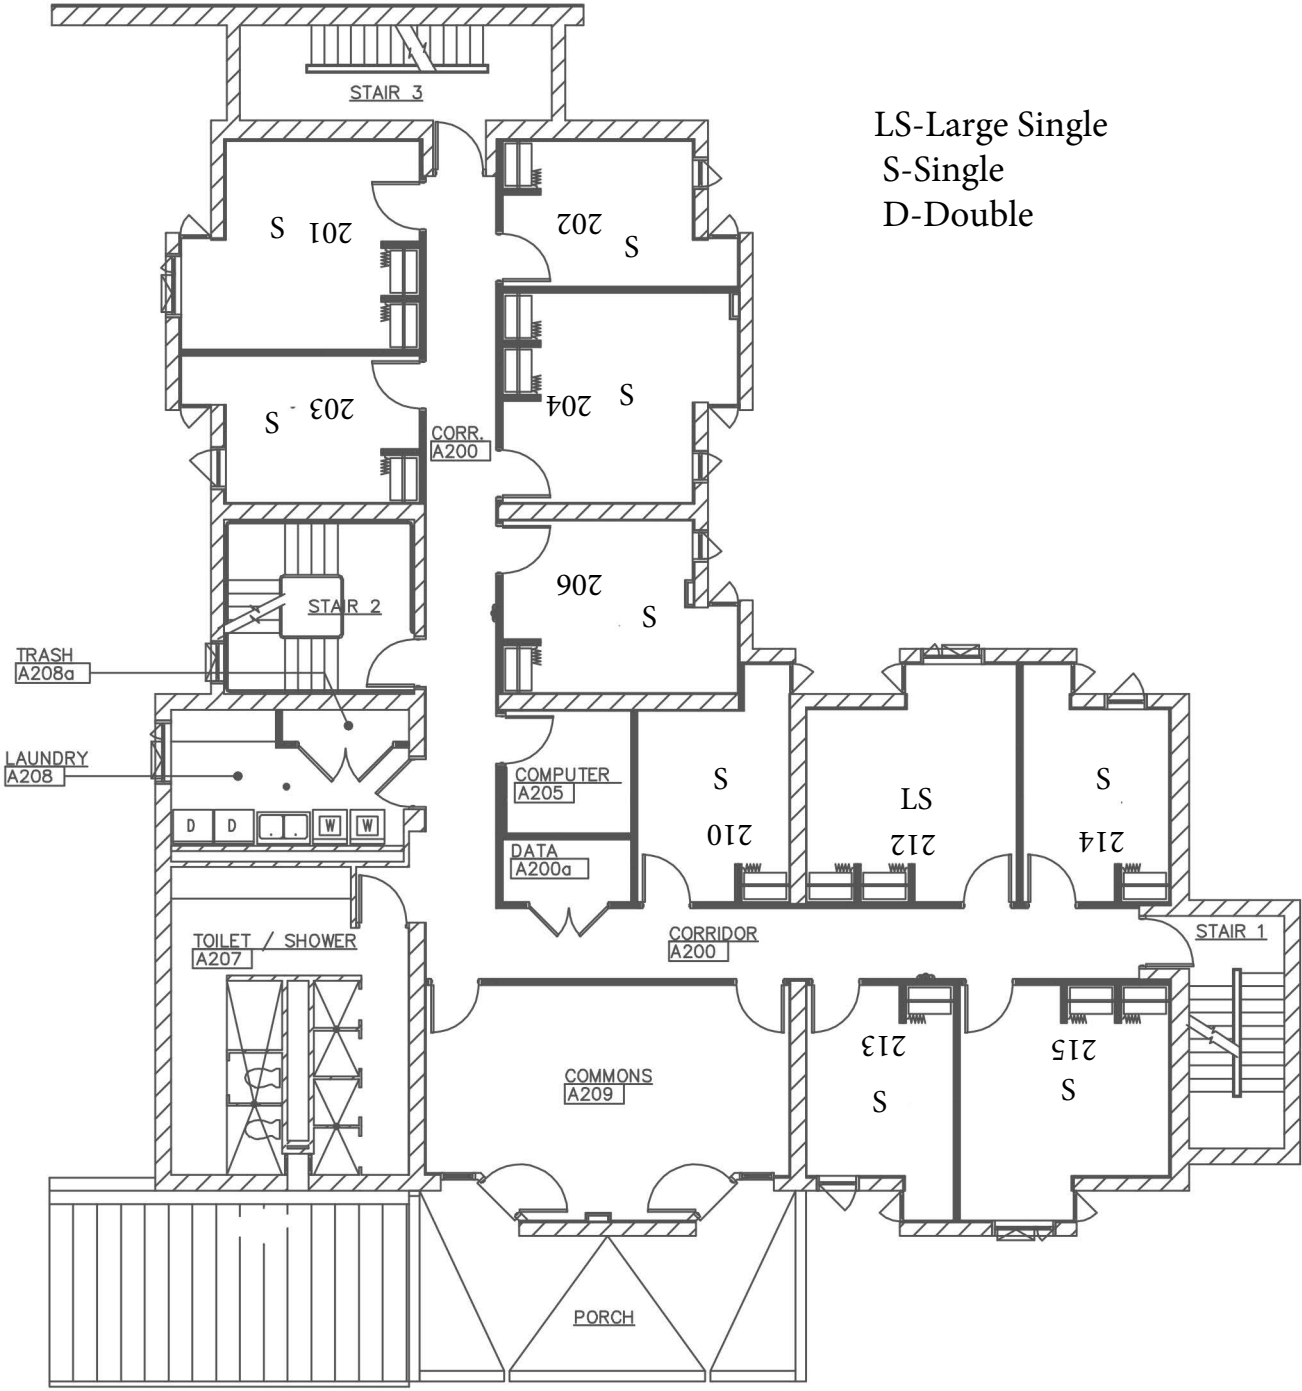 STAIR 3
LS-Large Single
S-Single
D-Double
S 201
202
S
S 203
204 S
CORR.
A200
206
S
STAIR 2
TRASH
A208a
LAUNDRY
A208
D D W W
COMPUTER
A205
DATA
A200a
S
210
LS
212
S
214
TOILET / SHOWER
A207
CORRIDOR
A200
STAIR 1
213
S
215
S
COMMONS
A209
PORCH